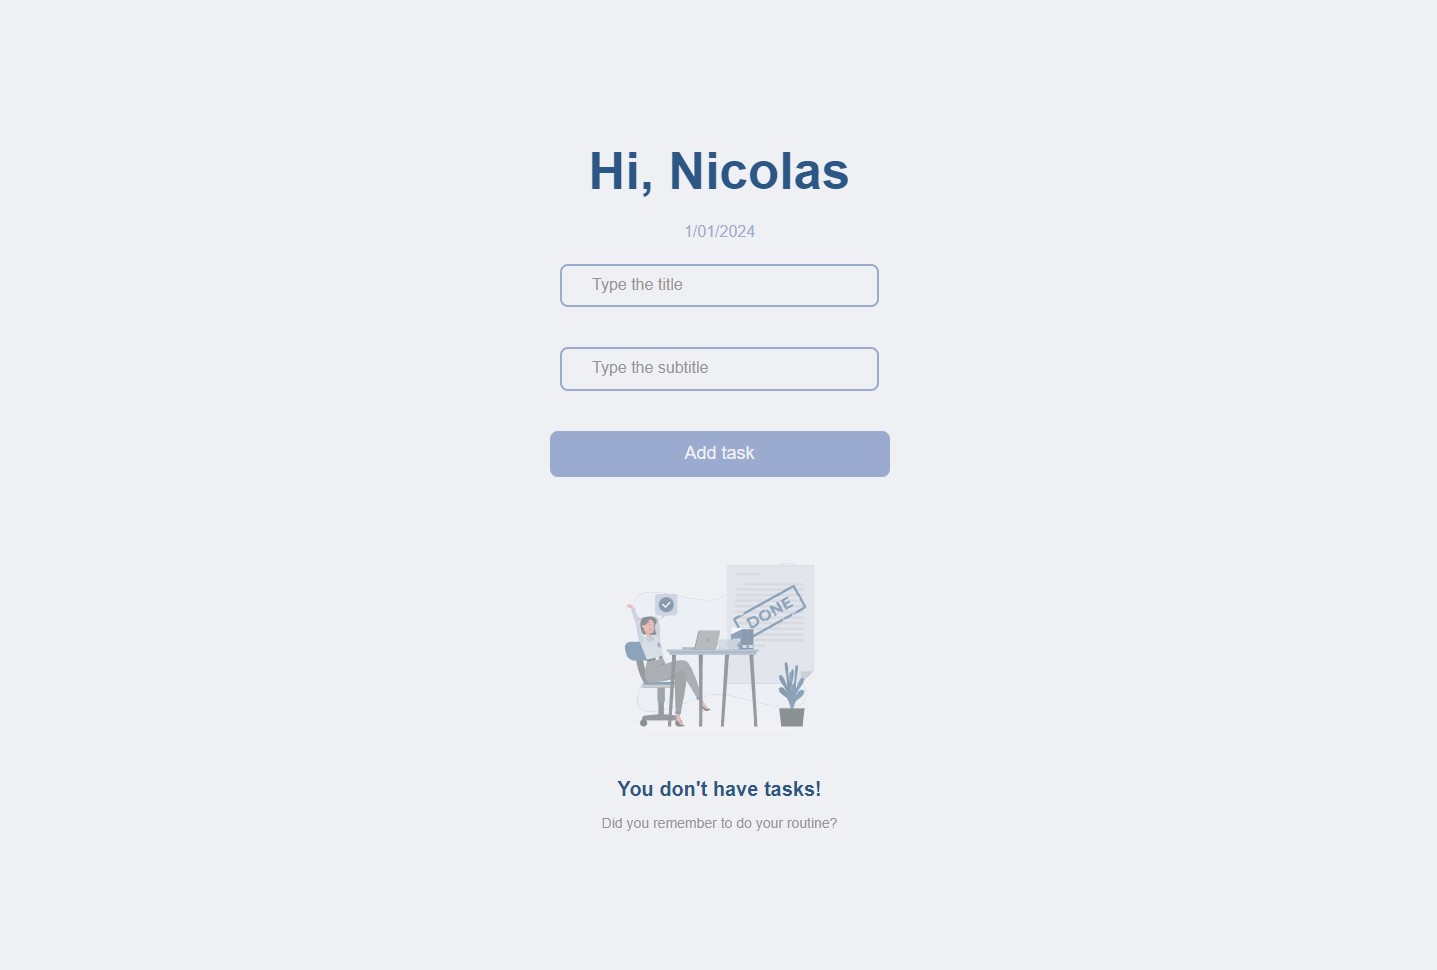 Hi, Nicolas
1/01/2024
Type the title
Type the subtitle
Add task
DONE
You don't have tasks!
Did you remember to do your routine?